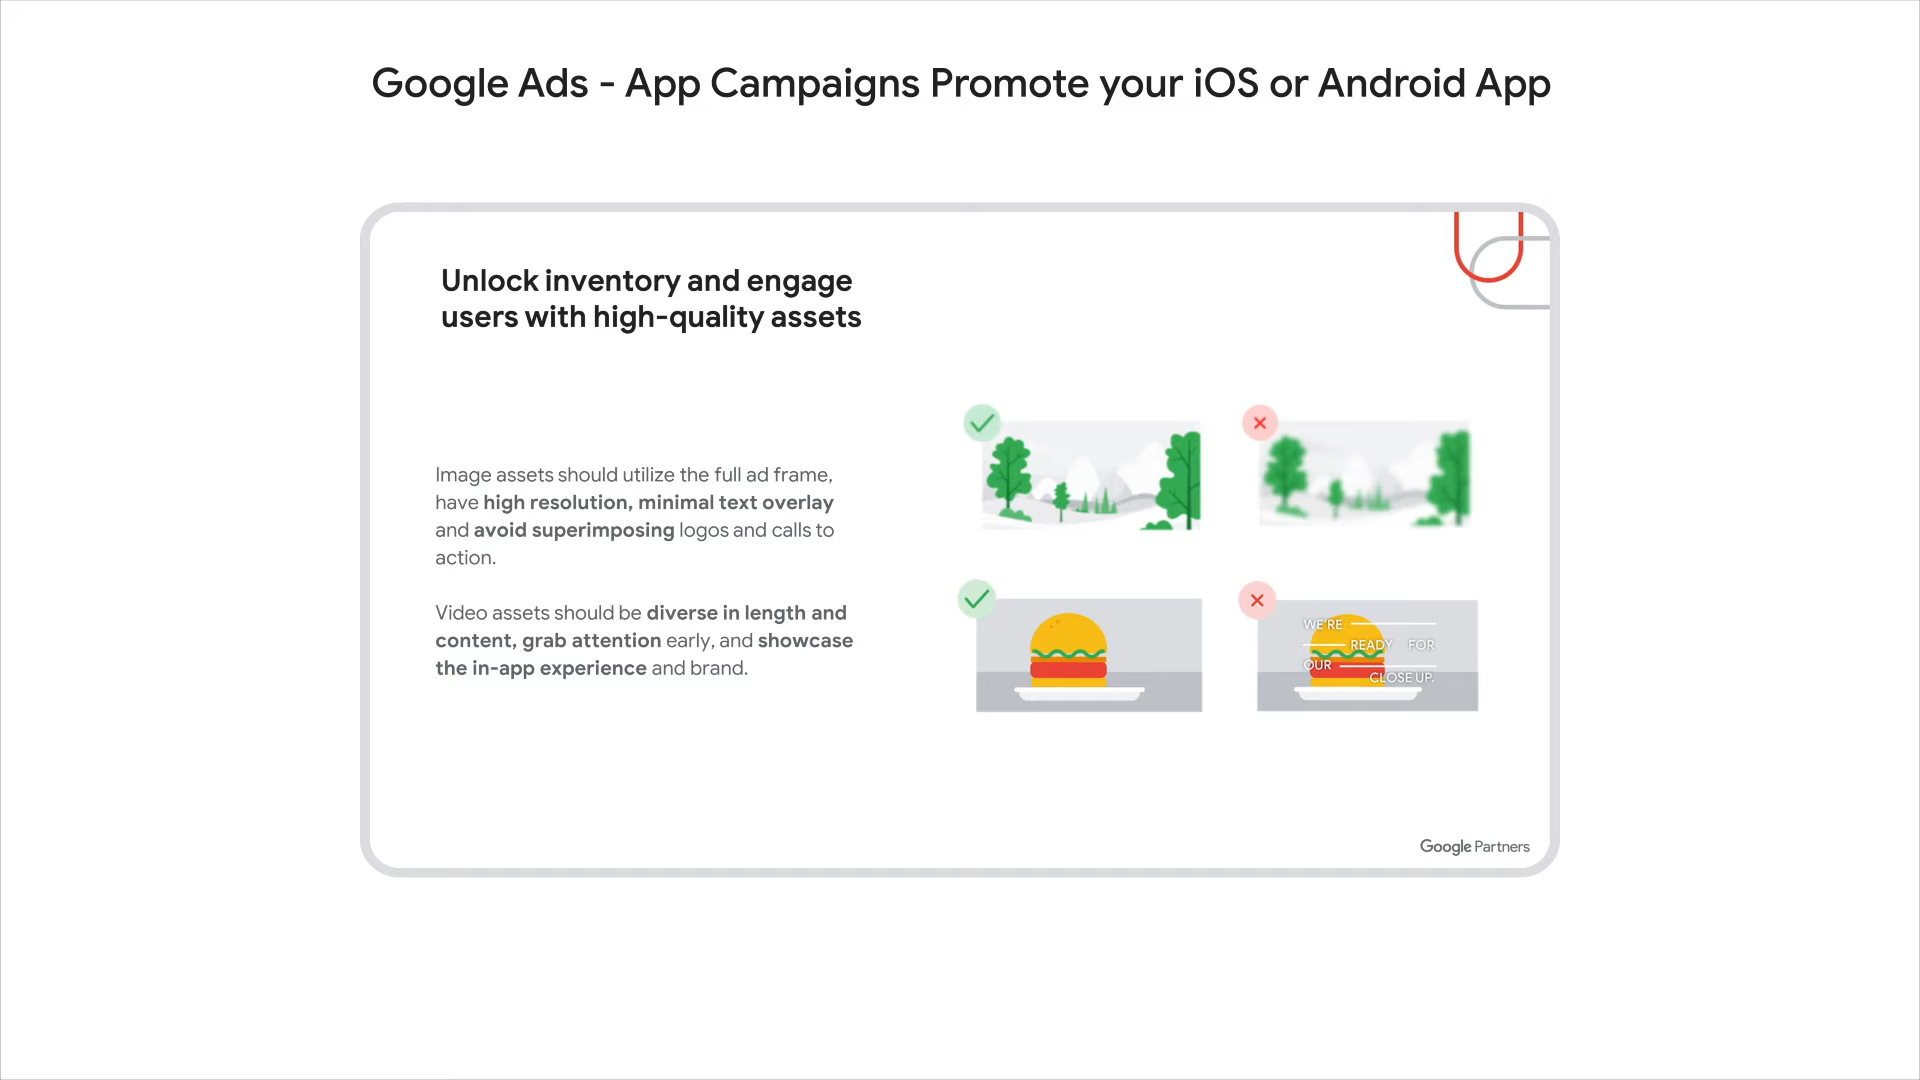 Google Ads - App Campaigns Promote your iOS or Android App
Unlock inventory and engage
users with high-quality assets
Image assets should utilize the full ad frame,
have high resolution, minimal text overlay
and avoid superimposing logos and calls to
action.
Video assets should be diverse in length and
content, grab attention early, and showcase
the in-app experience and brand.
WE'RE
READY FOR
OUR
CLOSE UP.
Google Partners